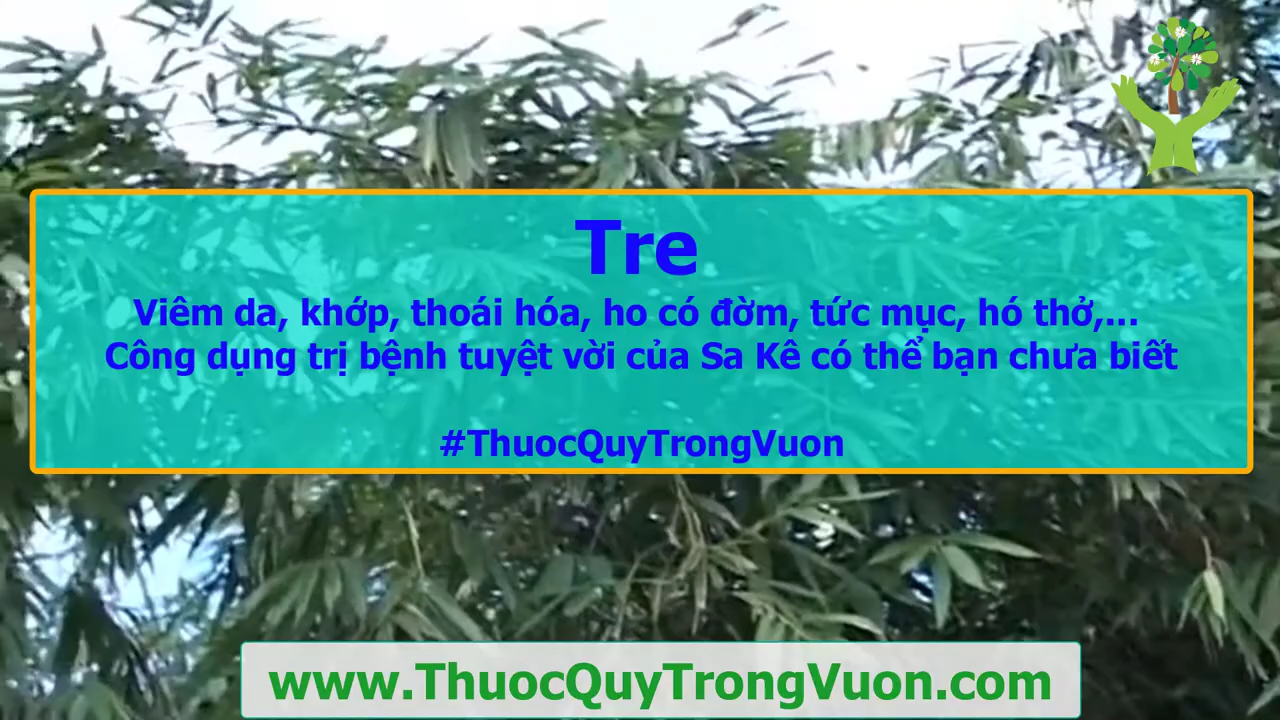 Tre
Viêm da, khớp, thoái hóa, ho có đờm, tức mục, hó thở,...
Công dụng trị bệnh tuyệt vời của Sa Kê có thể bạn chưa biết
#ThuocQuyTrongVuon
www.ThuocQuyTrongVuon.com